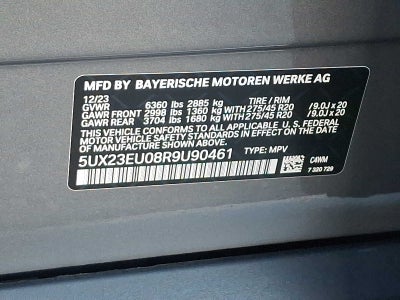 MFD BY BAYERISCHE MOTOREN WERKE AG
12/23
GVWR 6360 lbs 2885 kg TIRE / RIM
GAWR FRONT 2998 lbs 1360 kg WITH 275/45 R20 / 9.0J x 20
GAWR REAR 3704 lbs 1680 kg WITH 275/45 R20 / 9.0J x 20
THIS VEHICLE CONFORMS TO ALL APPLICABLE
FEDERAL MOTOR VEHICLE SAFETY STANDARDS
IN EFFECT ON THE DATE OF MANUFACTURE
SHOWN ABOVE.
5UX23EU08R9U90461 TYPE: MPV
C4WM
7 320 729